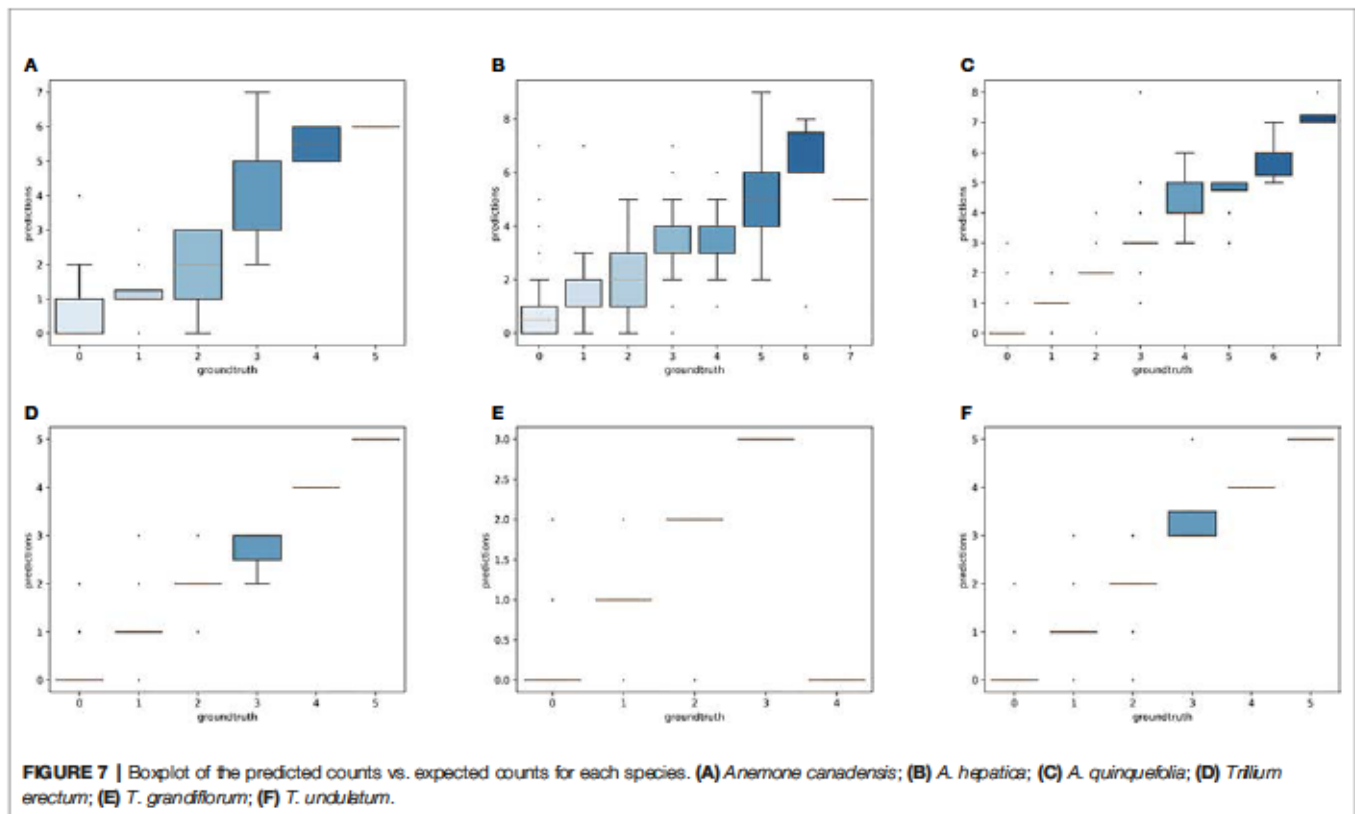 A
7
6
5
4
3
2
1
0
predictions
0 1 2 3 4 5
groundtruth
B
8
6
4
2
0
predictions
0 1 2 3 4 5 6 7
groundtruth
C
8
7
6
5
4
3
2
1
0
predictions
0 1 2 3 4 5 6 7
groundtruth
D
5
4
3
2
1
0
predictions
0 1 2 3 4 5
groundtruth
E
3.0
2.5
2.0
1.5
1.0
0.5
0.0
predictions
0 1 2 3 4
groundtruth
F
5
4
3
2
1
0
predictions
0 1 2 3 4 5
groundtruth
FIGURE 7 | Boxplot of the predicted counts vs. expected counts for each species. (A) Anemone canadensis; (B) A. hepatica; (C) A. quinquefolia; (D) Trillium
erectum; (E) T. grandiflorum; (F) T. undulatum.